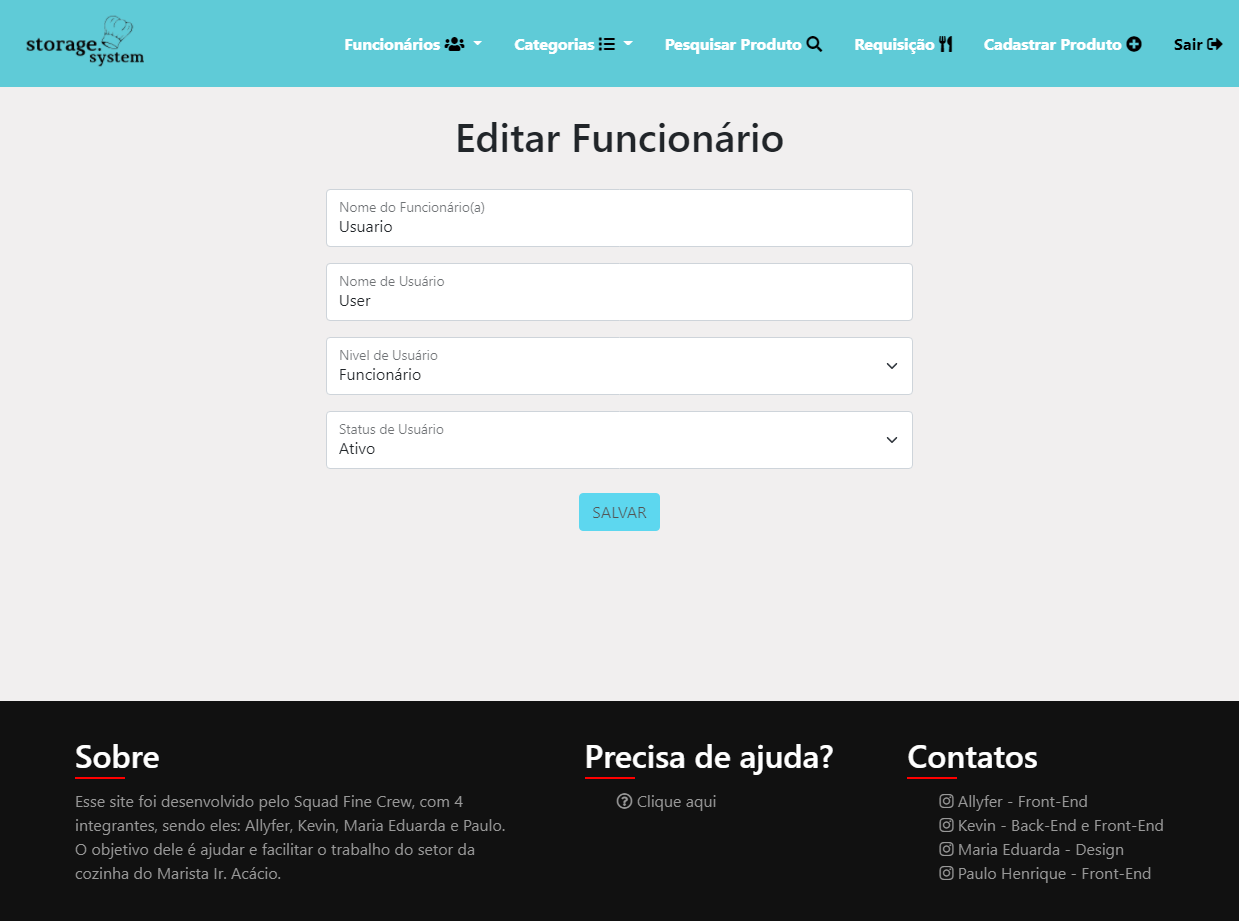 storage.
system
Funcionários
Categorias
Pesquisar Produto
Requisição
Cadastrar Produto
Sair
Editar Funcionário
Nome do Funcionário(a)
Usuario
Nome de Usuário
User
Nivel de Usuário
Funcionário
Status de Usuário
Ativo
SALVAR
Sobre
Esse site foi desenvolvido pelo Squad Fine Crew, com 4
integrantes, sendo eles: Allyfer, Kevin, Maria Eduarda e Paulo.
O objetivo dele é ajudar e facilitar o trabalho do setor da
cozinha do Marista Ir. Acácio.
Precisa de ajuda?
Clique aqui
Contatos
Allyfer - Front-End
Kevin - Back-End e Front-End
Maria Eduarda - Design
Paulo Henrique - Front-End